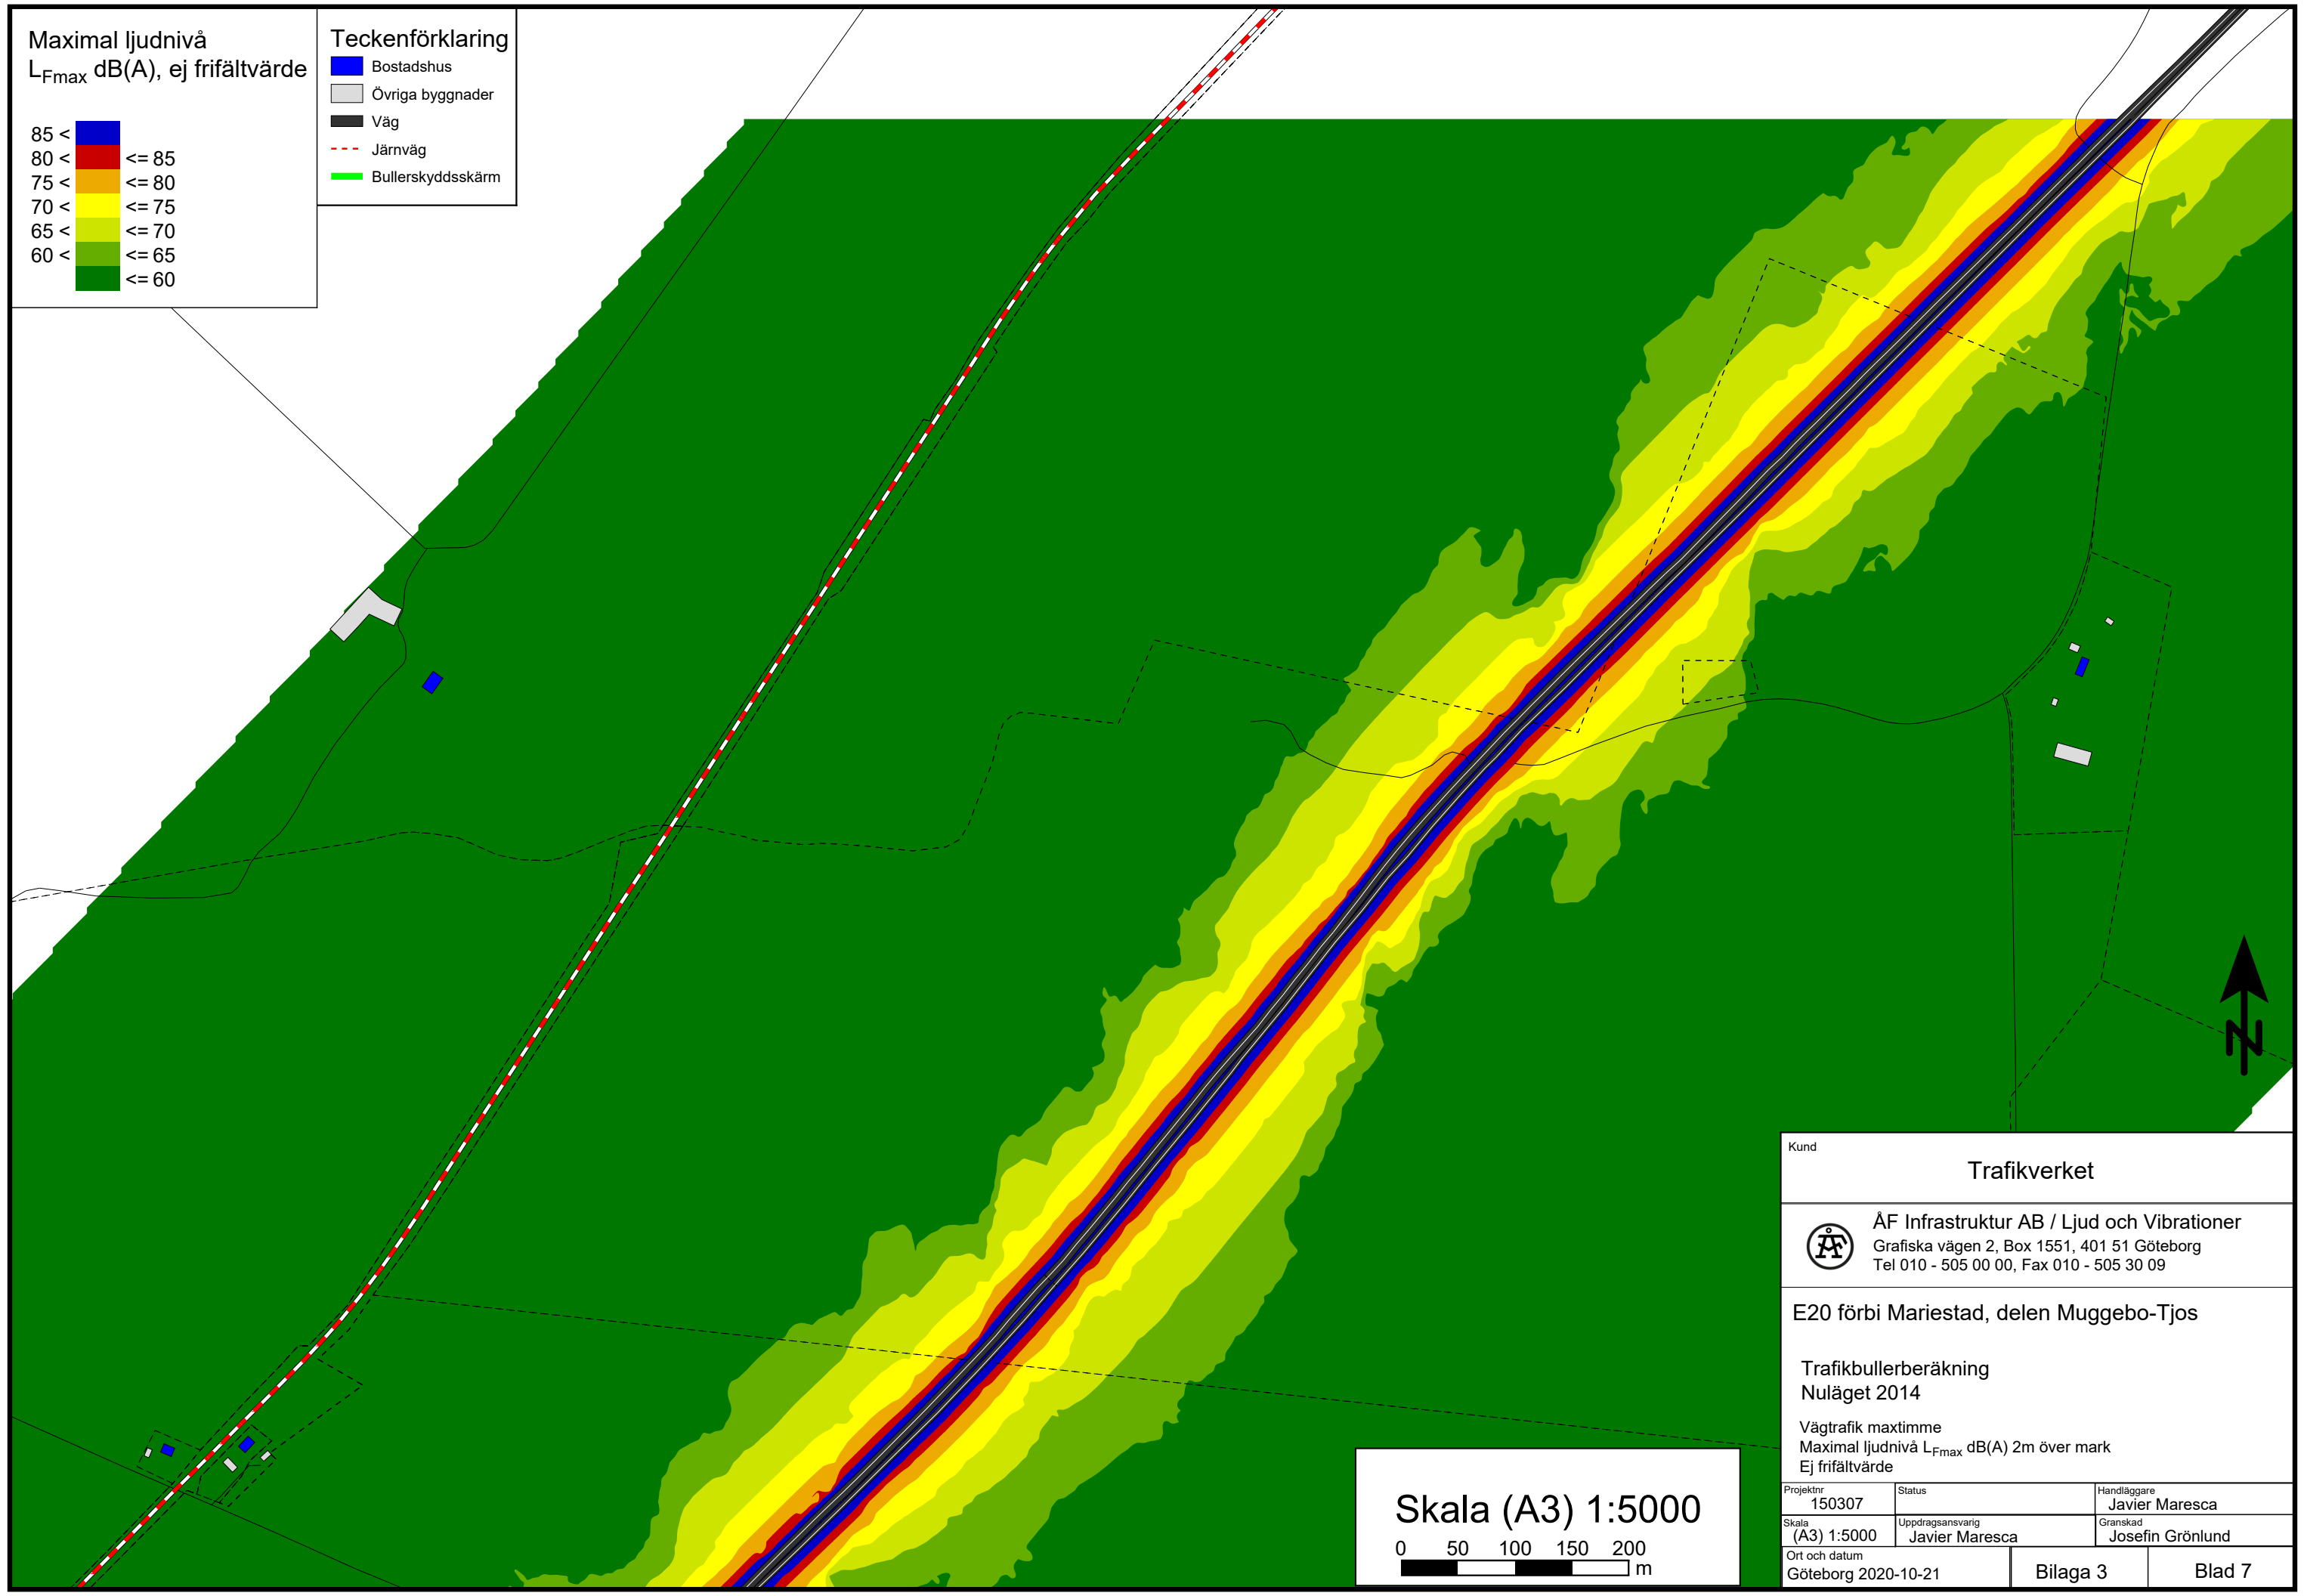 Maximal ljudnivå
LFmax dB(A), ej frifältvärde
85 <
80 < <= 85
75 < <= 80
70 < <= 75
65 < <= 70
60 < <= 65
<= 60
Teckenförklaring
Bostadshus
Övriga byggnader
Väg
Järnväg
Bullerskyddsskärm
N
Skala (A3) 1:5000
0 50 100 150 200
m
Kund
Trafikverket
ÅF
ÅF Infrastruktur AB / Ljud och Vibrationer
Grafiska vägen 2, Box 1551, 401 51 Göteborg
Tel 010 - 505 00 00, Fax 010 - 505 30 09
E20 förbi Mariestad, delen Muggebo-Tjos
Trafikbullerberäkning
Nuläget 2014
Vägtrafik maxtimme
Maximal ljudnivå LFmax dB(A) 2m över mark
Ej frifältvärde
Projektnr Status Handläggare
150307 Javier Maresca
Skala Uppdragsansvarig Granskad
(A3) 1:5000 Javier Maresca Josefin Grönlund
Ort och datum
Göteborg 2020-10-21 Bilaga 3 Blad 7